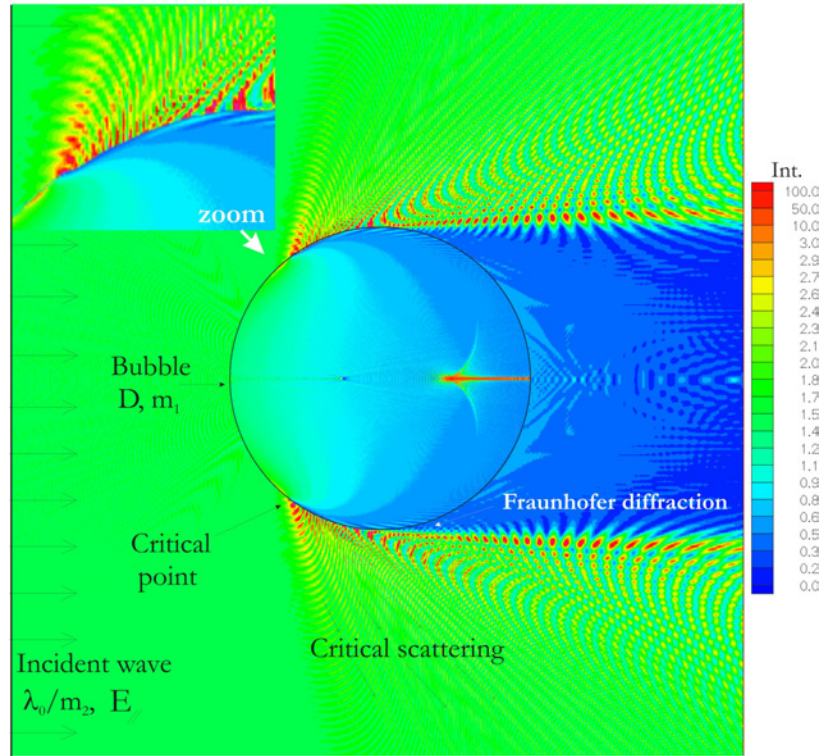 Int.
zoom
Bubble
D, m₁
Critical
point
Fraunhofer diffraction
Critical scattering
Incident wave
λ₀/m₂, E//
100.0
50.0
10.0
3.0
2.9
2.7
2.6
2.4
2.3
2.1
2.0
1.8
1.7
1.5
1.4
1.2
1.1
0.9
0.8
0.6
0.5
0.3
0.2
0.0